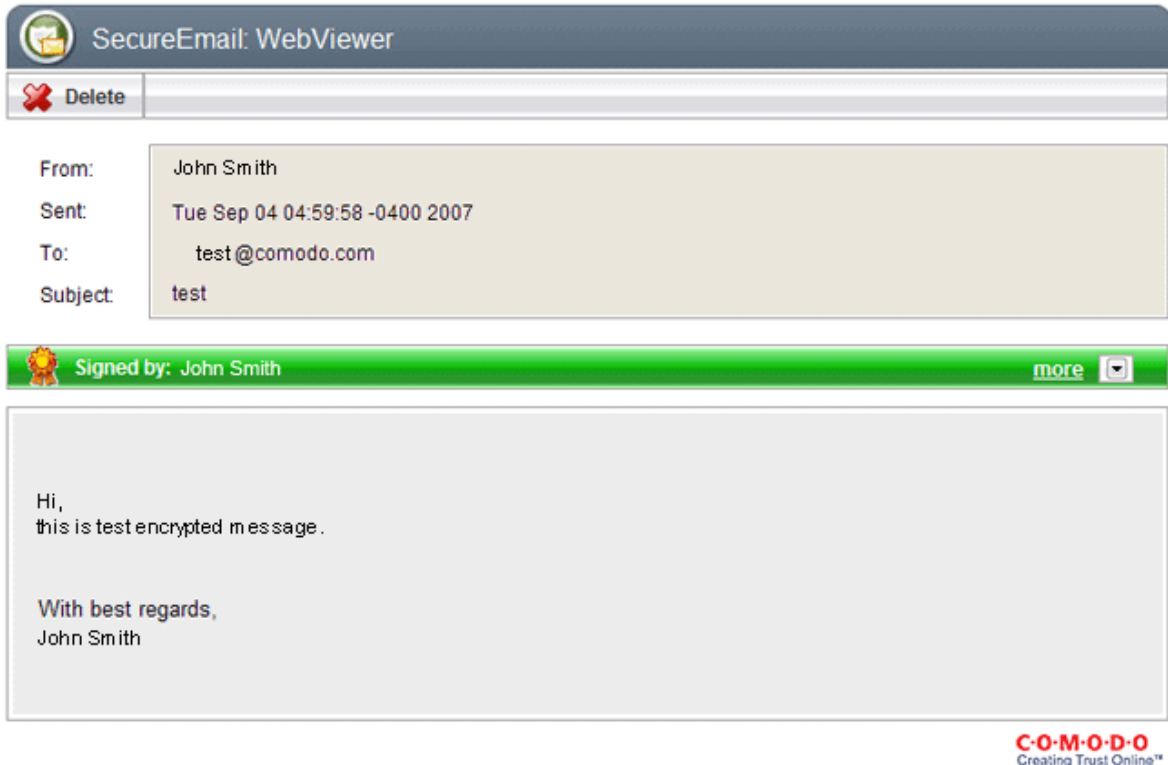 SecureEmail: WebViewer
Delete
From: John Smith
Sent: Tue Sep 04 04:59:58 -0400 2007
To: test@comodo.com
Subject: test
Signed by: John Smith more
Hi,
this is test encrypted message.
With best regards,
John Smith
C·O·M·O·D·O
Creating Trust Online™